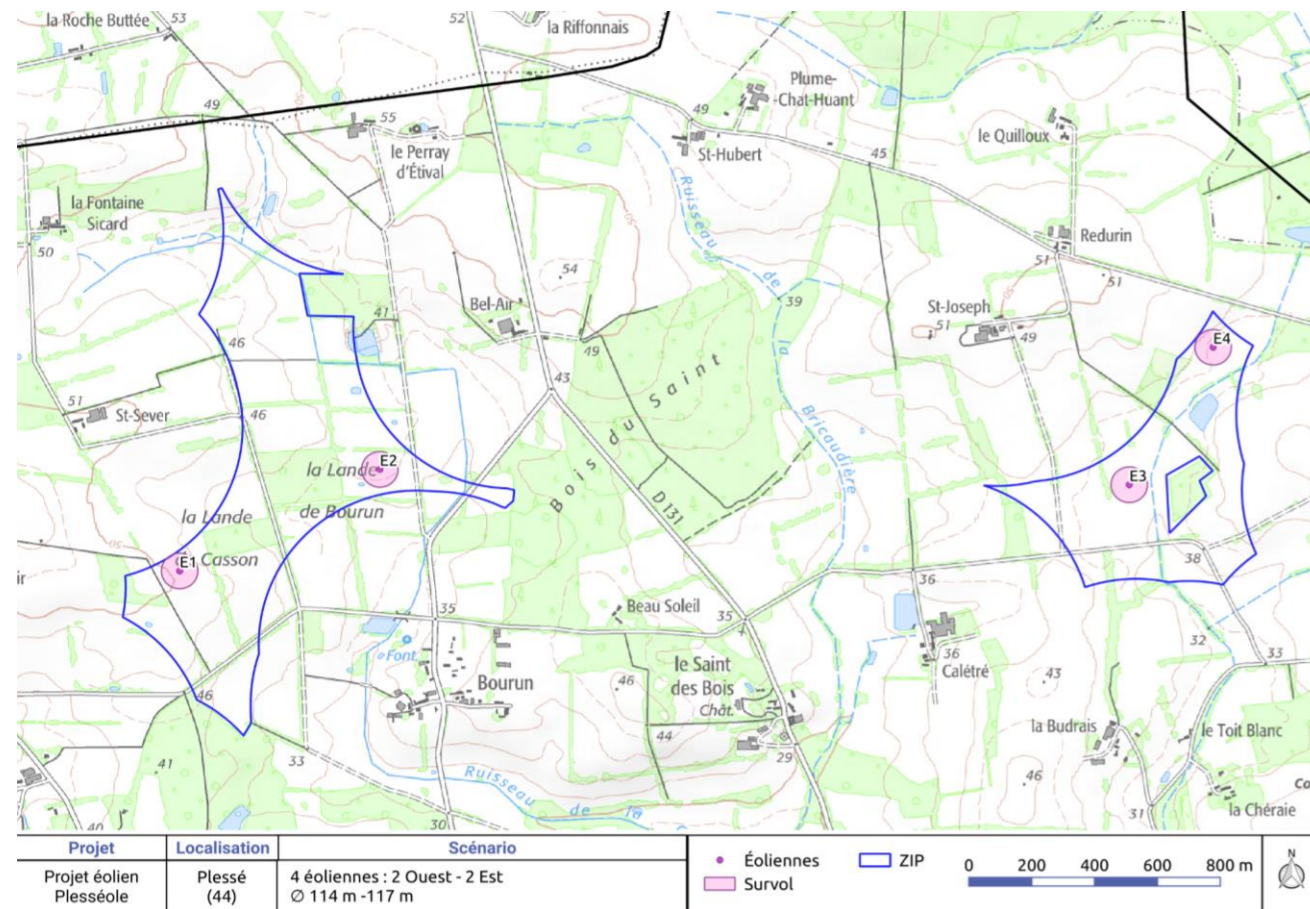 la Roche Buttée
53
52
la Riffonnais
Plume-
-Chat-Huant
49
55
49
le Quilloux
le Perray
d'Étival
St-Hubert
45
la Fontaine
Sicard
Ruisseau de la Bricaudière
Redurin
50
51
54
51
50
39
Bel-Air
St-Joseph
41
51
49
46
49
E4
43
51
St-Sever
46
Bois du Saint
la Lande
E2
E3
de Bourun
D131
la Lande
Casson
50
E1
38
36
Beau Soleil
35
35
32
Font.
le Saint
des Bois
36
33
Bourun
46
Calétré
43
46
Chât.
la Budrais
le Toit Blanc
44
33
29
41
46
Ruisseau de la
la Chéraie
31
40
30
Projet
Localisation
Scénario
Projet éolien
Plesséole
Plessé
(44)
4 éoliennes : 2 Ouest - 2 Est
∅ 114 m -117 m
Éoliennes
ZIP
Survol
0 200 400 600 800 m
N